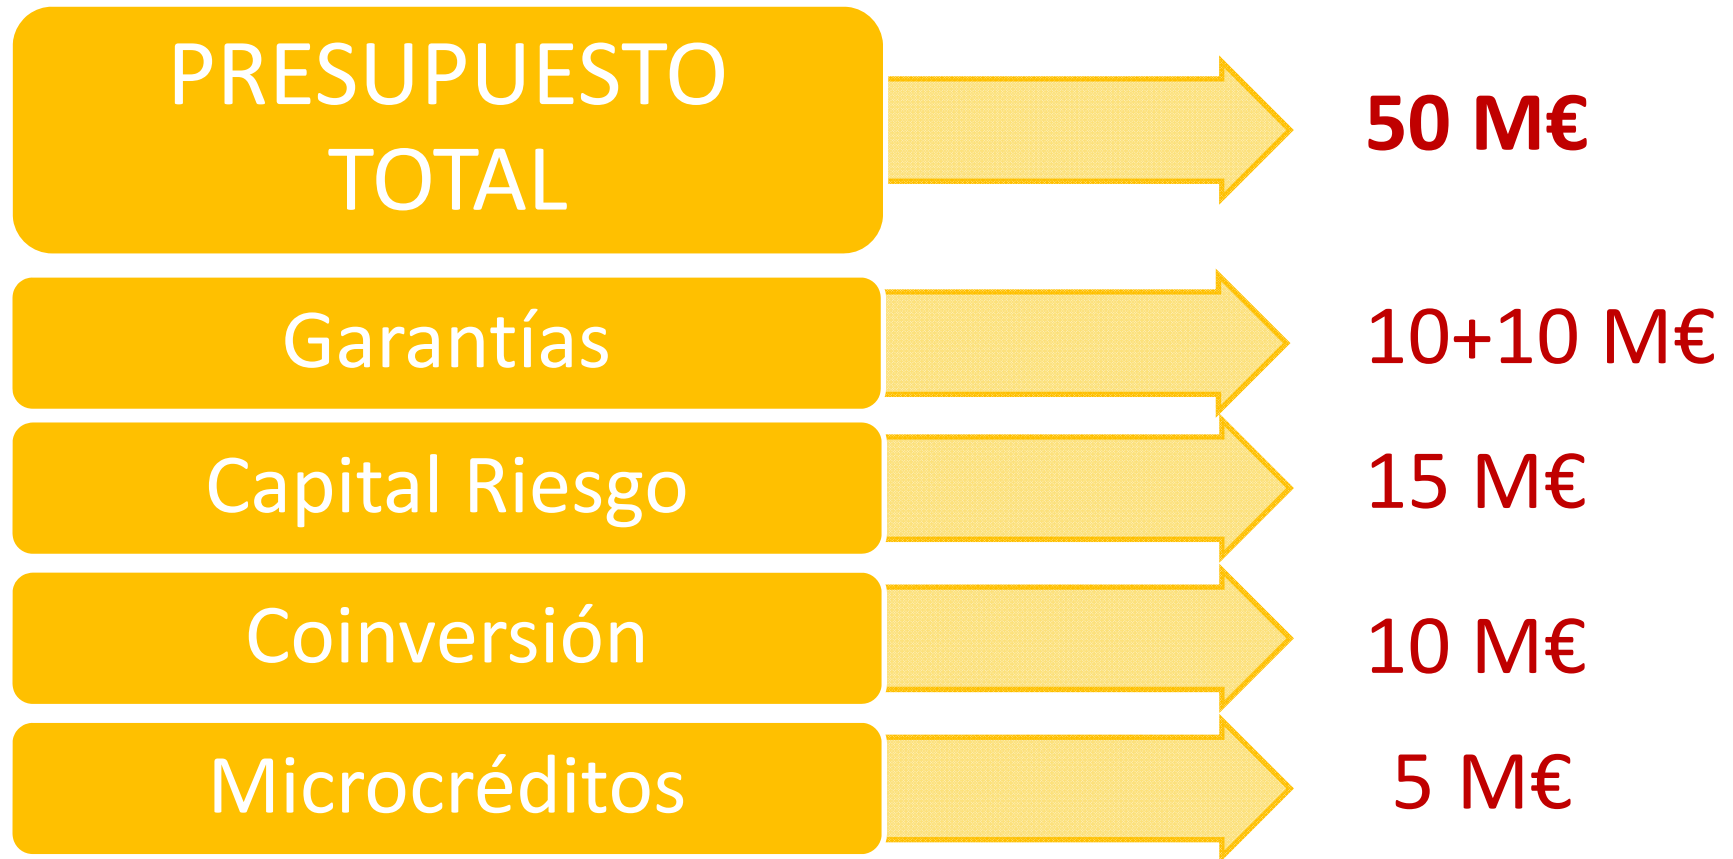 PRESUPUESTO
TOTAL
50 M€
Garantías
10+10 M€
Capital Riesgo
15 M€
Coinversión
10 M€
Microcréditos
5 M€